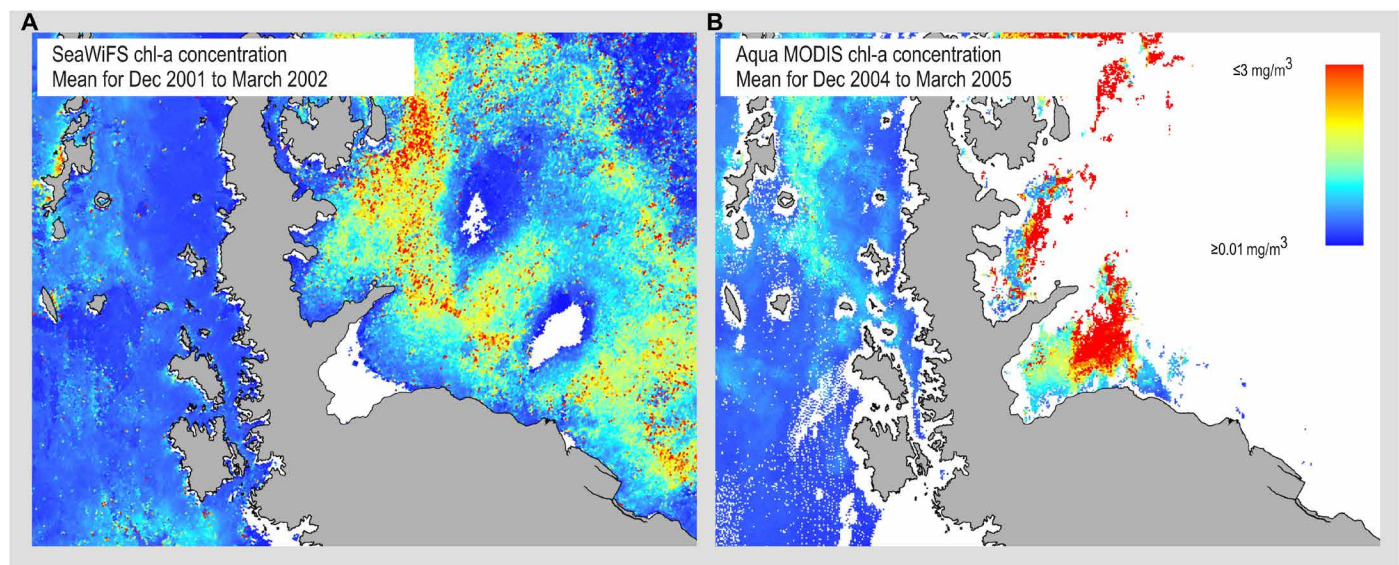 A
SeaWiFS chl-a concentration
Mean for Dec 2001 to March 2002
B
Aqua MODIS chl-a concentration
Mean for Dec 2004 to March 2005
≤3 mg/m³
≥0.01 mg/m³